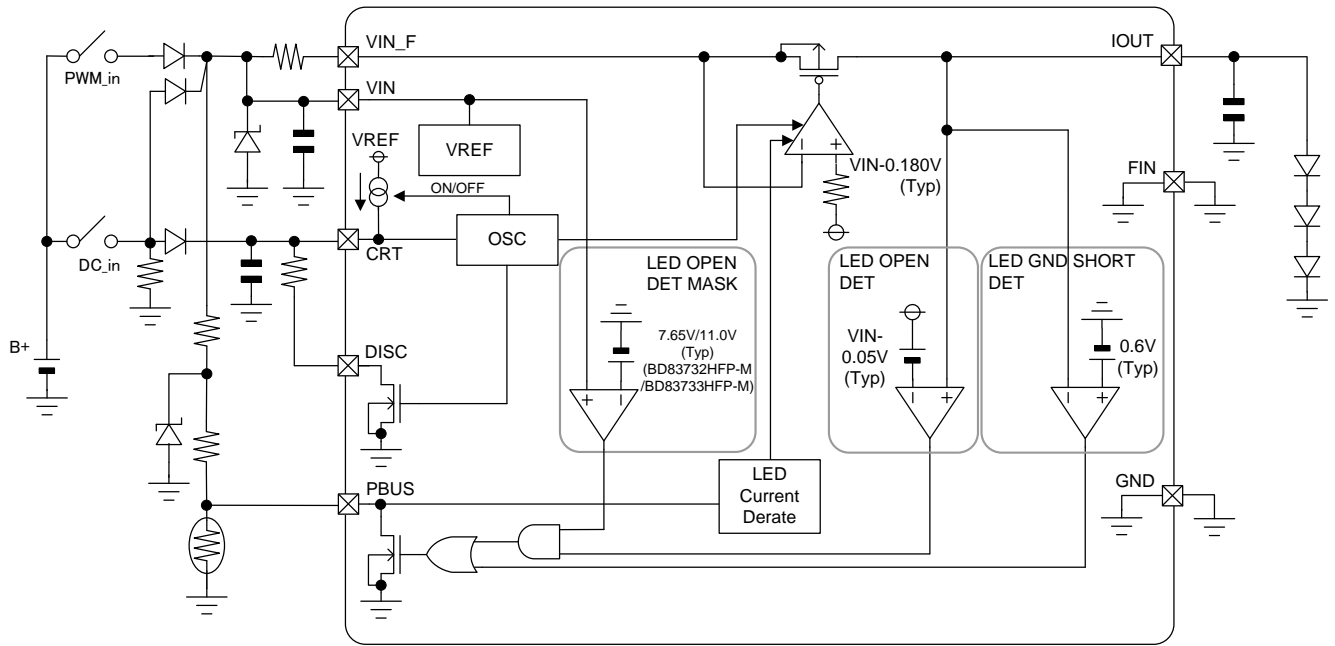 PWM_in
VIN_F
IOUT
VIN
VREF
VREF
ON/OFF
VIN-0.180V
(Typ)
FIN
DC_in
CRT
OSC
LED OPEN
DET MASK
7.65V/11.0V
(Typ)
(BD83732HFP-M
/BD83733HFP-M)
+ –
LED OPEN
DET
VIN-
0.05V
(Typ)
– +
LED GND SHORT
DET
0.6V
(Typ)
– +
– +
B+
DISC
PBUS
LED
Current
Derate
GND